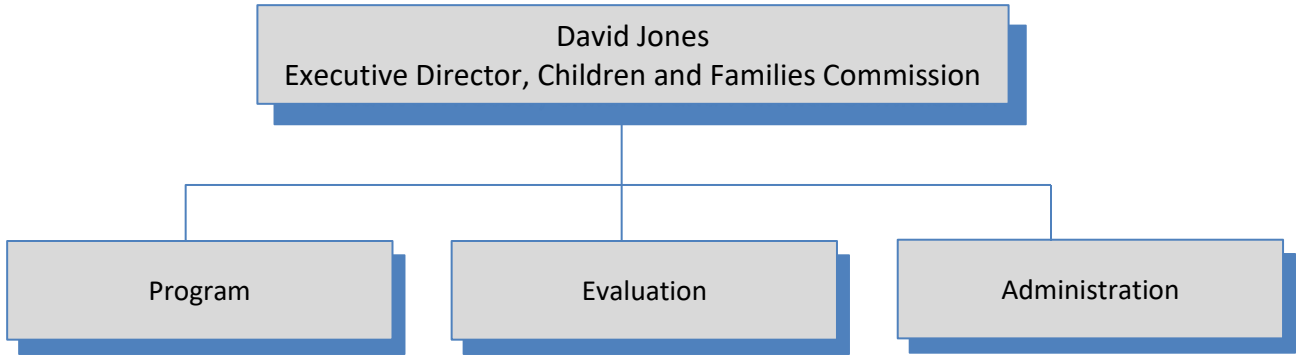 David Jones
Executive Director, Children and Families Commission
Program
Evaluation
Administration